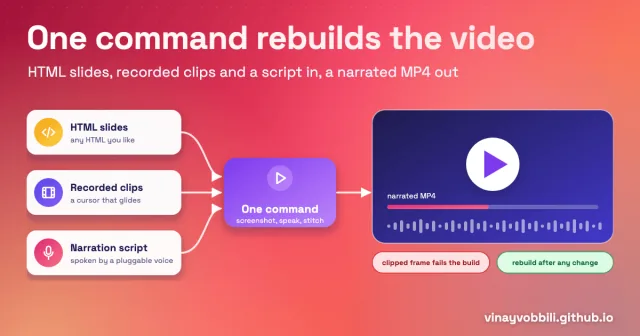 One command rebuilds the video
HTML slides, recorded clips and a script in, a narrated MP4 out
HTML slides
any HTML you like
Recorded clips
a cursor that glides
Narration script
spoken by a pluggable voice
One command
screenshot, speak, stitch
narrated MP4
clipped frame fails the build
rebuild after any change
vinayvobbili.github.io